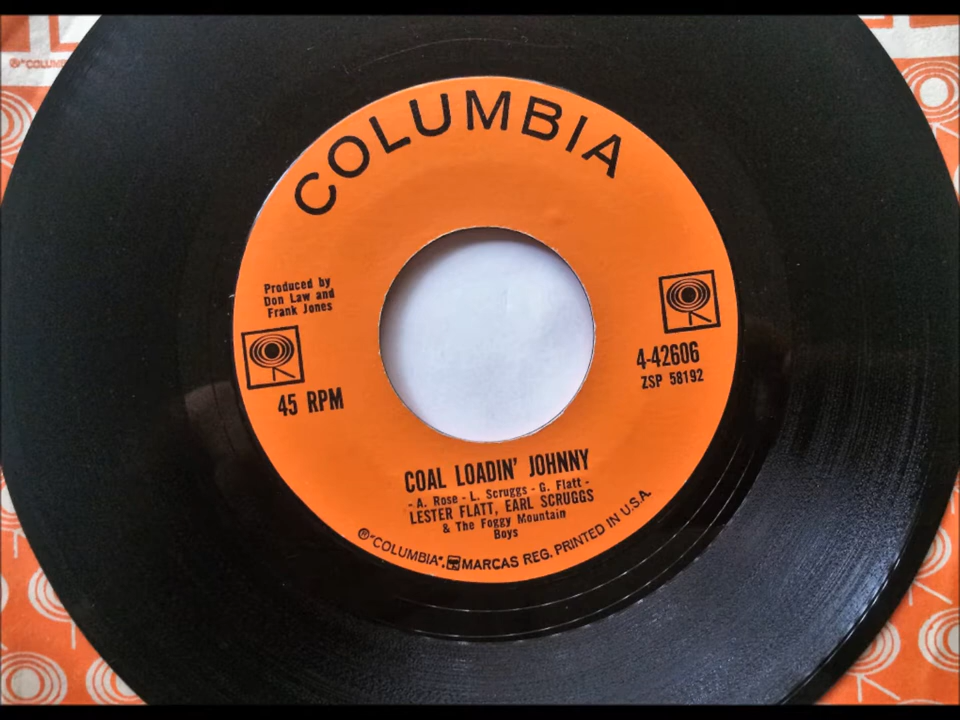 COLUMBIA
Produced by
Don Law and
Frank Jones
45 RPM
4-42606
ZSP 58192
COAL LOADIN' JOHNNY
- A. Rose - L. Scruggs - G. Flatt -
LESTER FLATT, EARL SCRUGGS
& The Foggy Mountain
Boys
® "COLUMBIA", MARCAS REG. PRINTED IN U.S.A.
® "COLUM